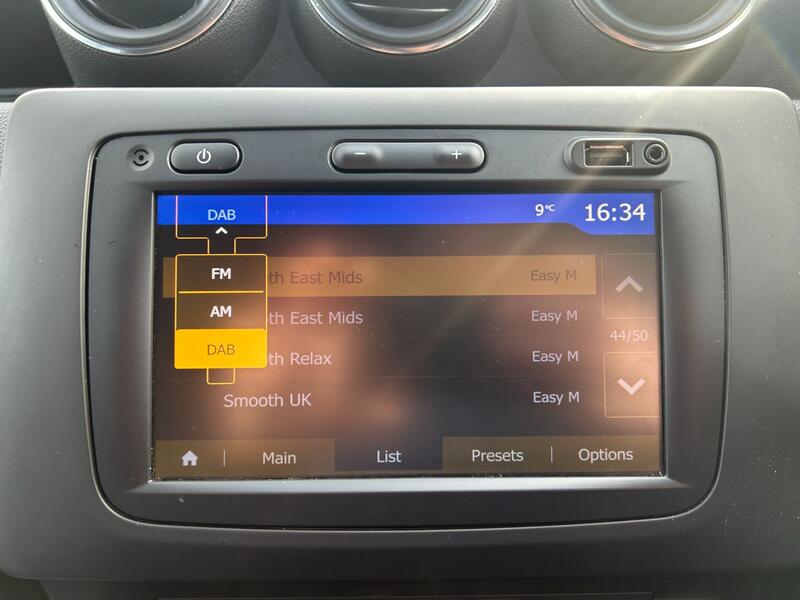 DAB 9°C 16:34
FM
th East Mids Easy M
AM
th East Mids Easy M
44/50
DAB
th Relax Easy M
Smooth UK Easy M
Main List Presets Options